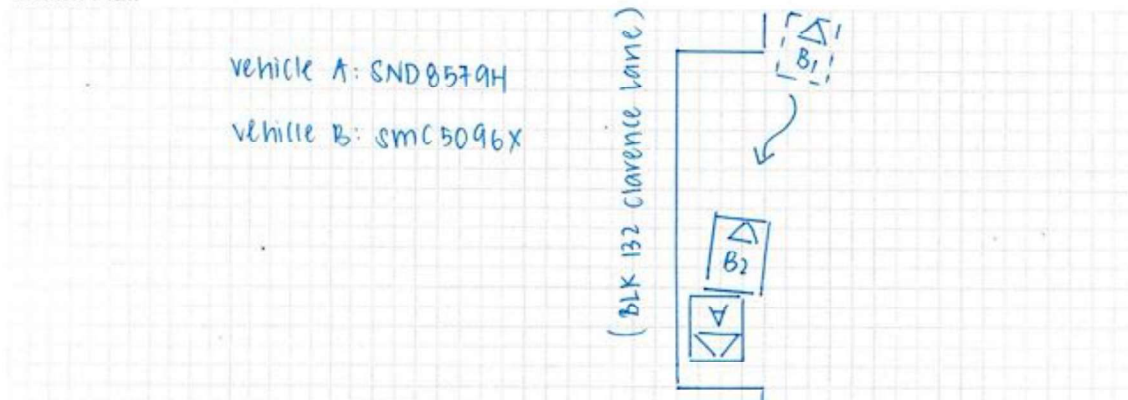 vehicle A: SND8579H
vehicle B: SMC5096X
(BLK 132 Clarence Lane)
B1
B2
A